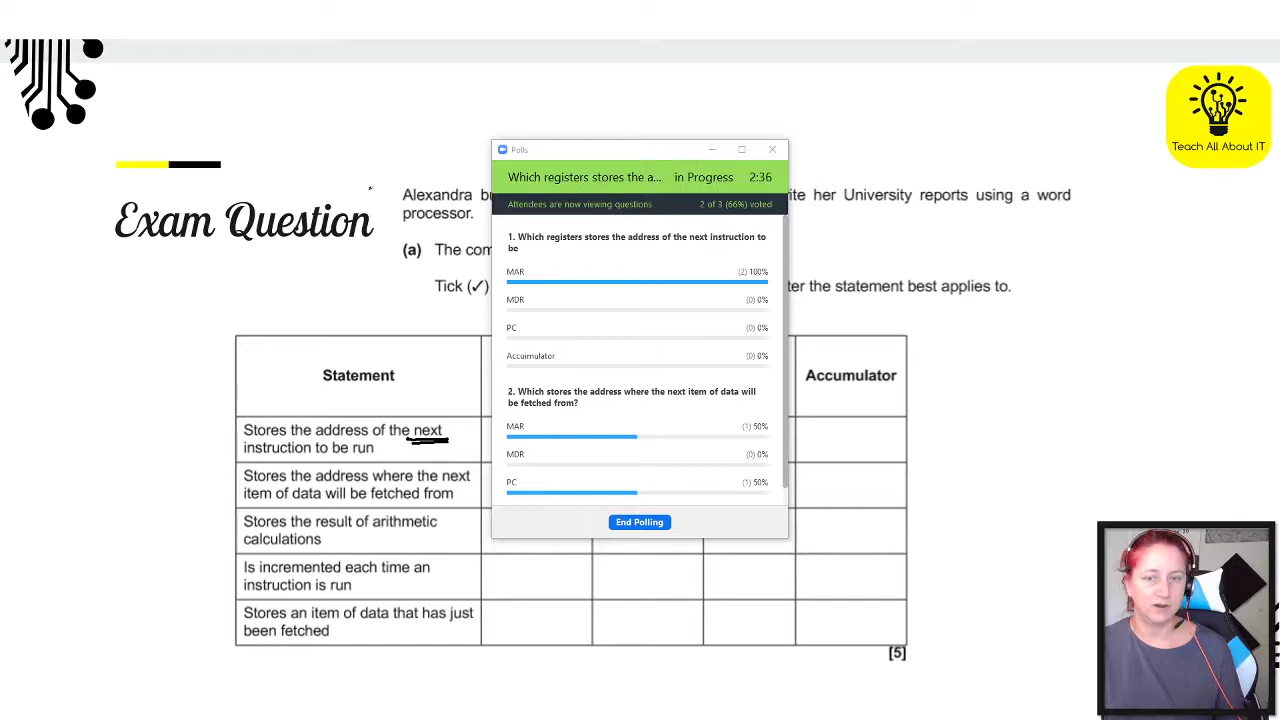 Teach All About IT
Exam Question
Alexandra
ite her University reports using a word
processor.
(a) The com
Tick (✓)
ter the statement best applies to.
Polls
Which registers stores the a... in Progress 2:36
Attendees are now viewing questions 2 of 3 (66%) voted
1. Which registers stores the address of the next instruction to
be
MAR (2) 100%
MDR (0) 0%
PC (0) 0%
Accuimulator (0) 0%
2. Which stores the address where the next item of data will
be fetched from?
MAR (1) 50%
MDR (0) 0%
PC (1) 50%
End Polling
Statement
Accumulator
Stores the address of the next
instruction to be run
Stores the address where the next
item of data will be fetched from
Stores the result of arithmetic
calculations
Is incremented each time an
instruction is run
Stores an item of data that has just
been fetched
[5]